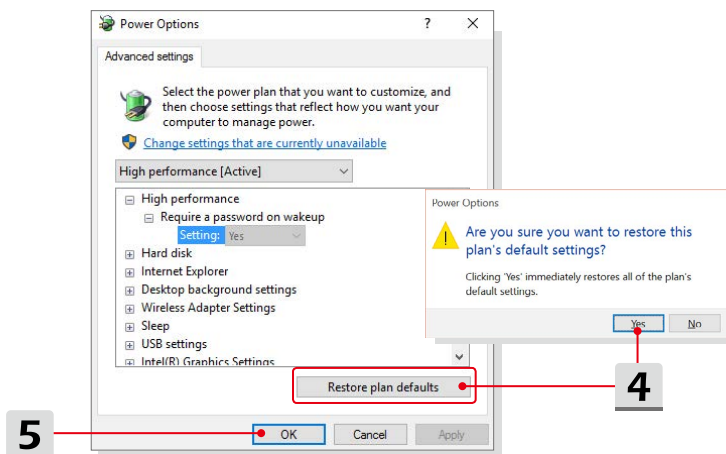 Power Options
?
Advanced settings
Select the power plan that you want to customize, and
then choose settings that reflect how you want your
computer to manage power.
Change settings that are currently unavailable
High performance [Active]
High performance
Require a password on wakeup
Setting: Yes
Hard disk
Internet Explorer
Desktop background settings
Wireless Adapter Settings
Sleep
USB settings
Intel(R) Graphics Settings
Restore plan defaults
OK Cancel Apply
Power Options
Are you sure you want to restore this
plan's default settings?
Clicking 'Yes' immediately restores all of the plan's
default settings.
Yes No
4
5